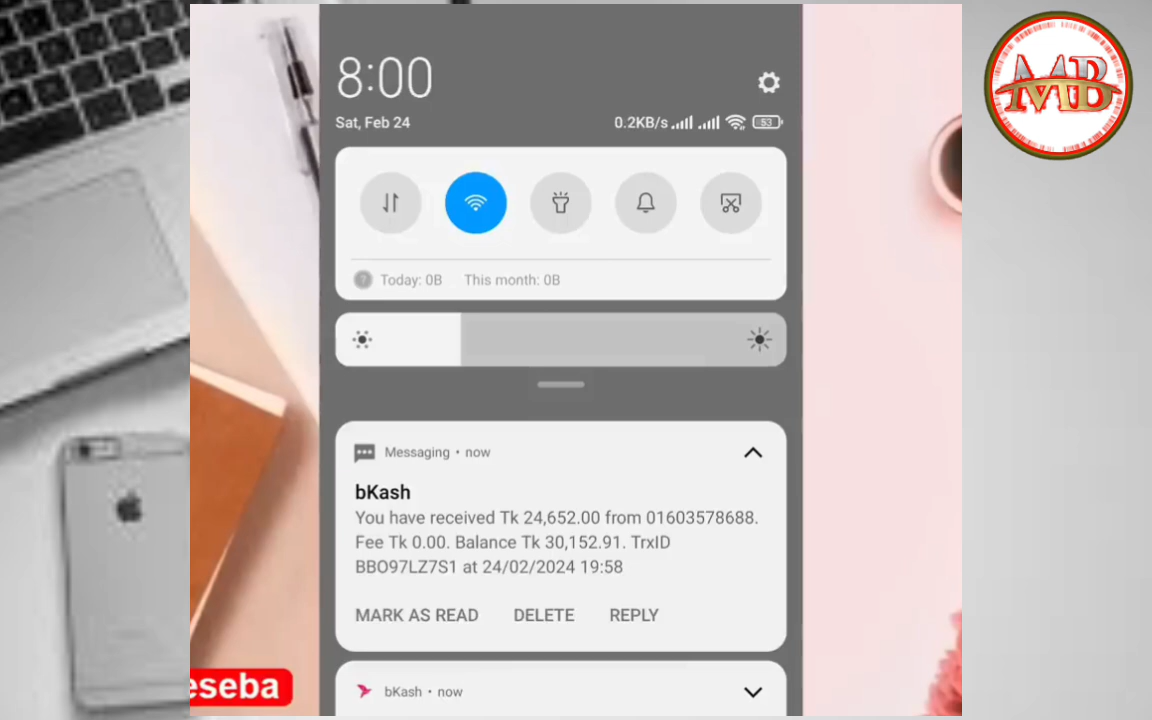 MB
8:00
Sat, Feb 24
0.2KB/s
53
Today: 0B This month: 0B
Messaging • now
bKash
You have received Tk 24,652.00 from 01603578688.
Fee Tk 0.00. Balance Tk 30,152.91. TrxID
BBO97LZ7S1 at 24/02/2024 19:58
MARK AS READ DELETE REPLY
eseba
bKash • now